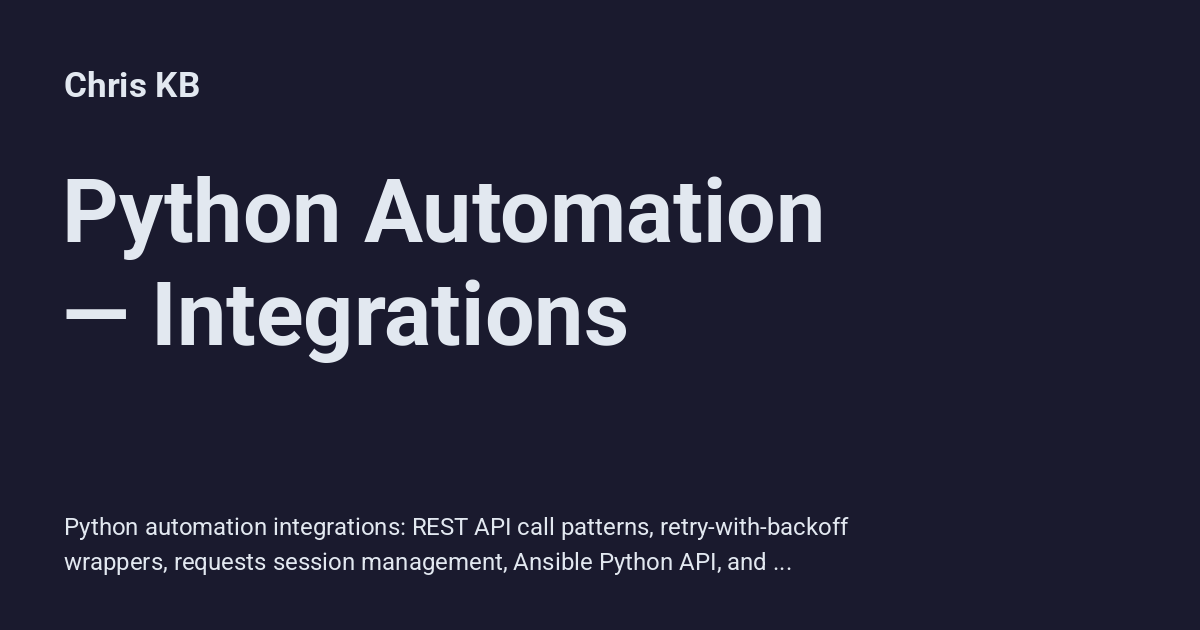 Chris KB
Python Automation
— Integrations
Python automation integrations: REST API call patterns, retry-with-backoff
wrappers, requests session management, Ansible Python API, and ...